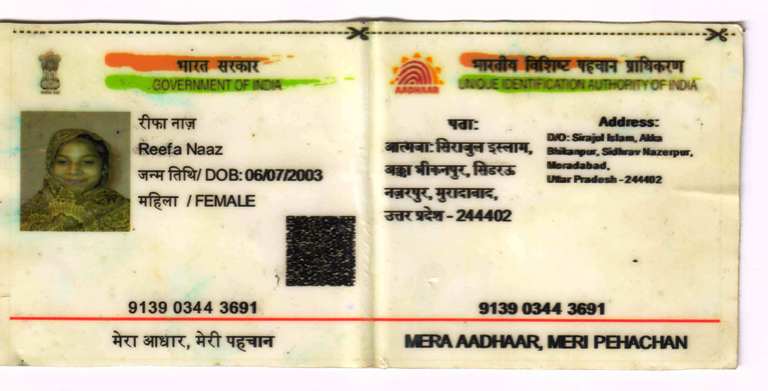 भारत सरकार
GOVERNMENT OF INDIA
रीफा नाज़
Reefa Naaz
जन्म तिथि/ DOB: 06/07/2003
महिला / FEMALE
9139 0344 3691
मेरा आधार, मेरी पहचान
AADHAAR
भारतीय विशिष्ट पहचान प्राधिकरण
UNIQUE IDENTIFICATION AUTHORITY OF INDIA
पता:
आत्मजा: सिराजुल इस्लाम,
अक्का भीकनपुर, सिडरऊ
नज़रपुर, मुरादाबाद,
उत्तर प्रदेश - 244402
Address:
D/O: Sirajul Islam, Akka
Bhikanpur, Sidhrav Nazerpur,
Moradabad,
Uttar Pradesh - 244402
9139 0344 3691
MERA AADHAAR, MERI PEHACHAN